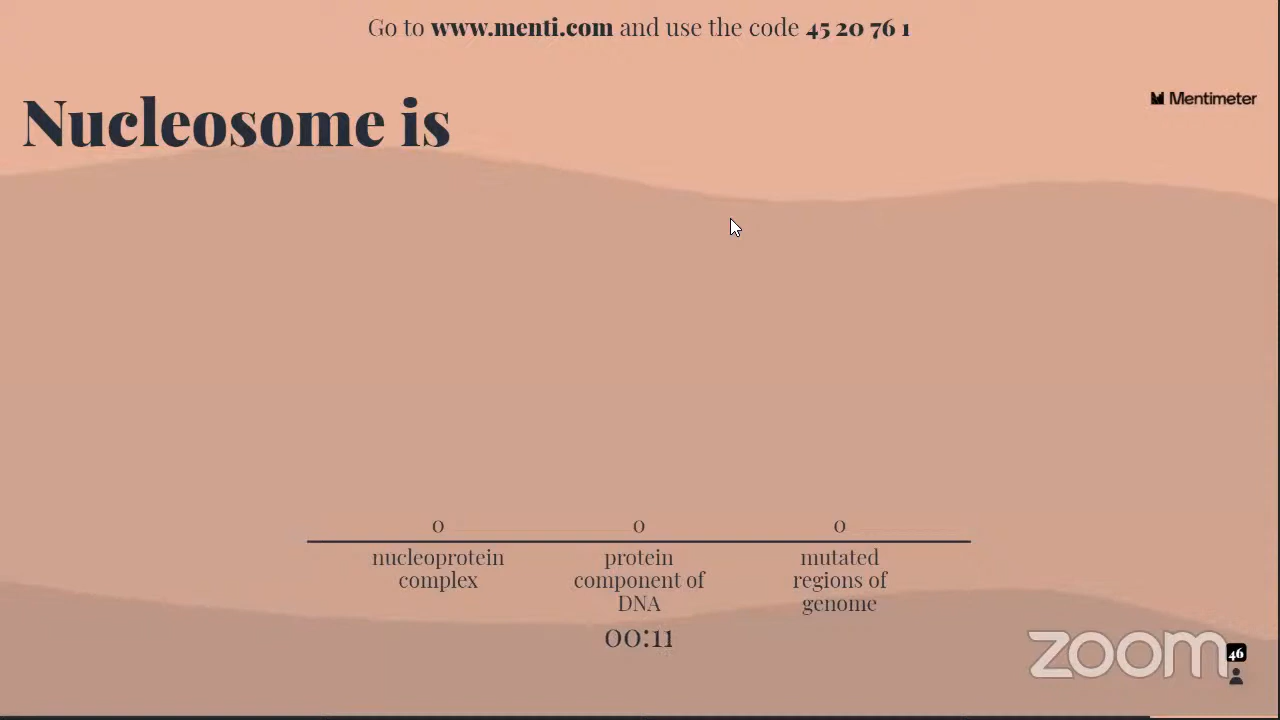 Go to www.menti.com and use the code 45 20 76 1
Mentimeter
Nucleosome is
0 0 0
nucleoprotein complex
protein component of DNA
mutated regions of genome
00:11
zoom
46